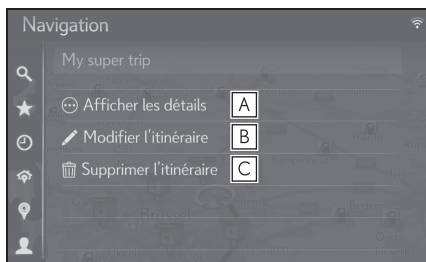 Navigation
My super trip
Afficher les détails A
Modifier l'itinéraire B
Supprimer l'itinéraire C